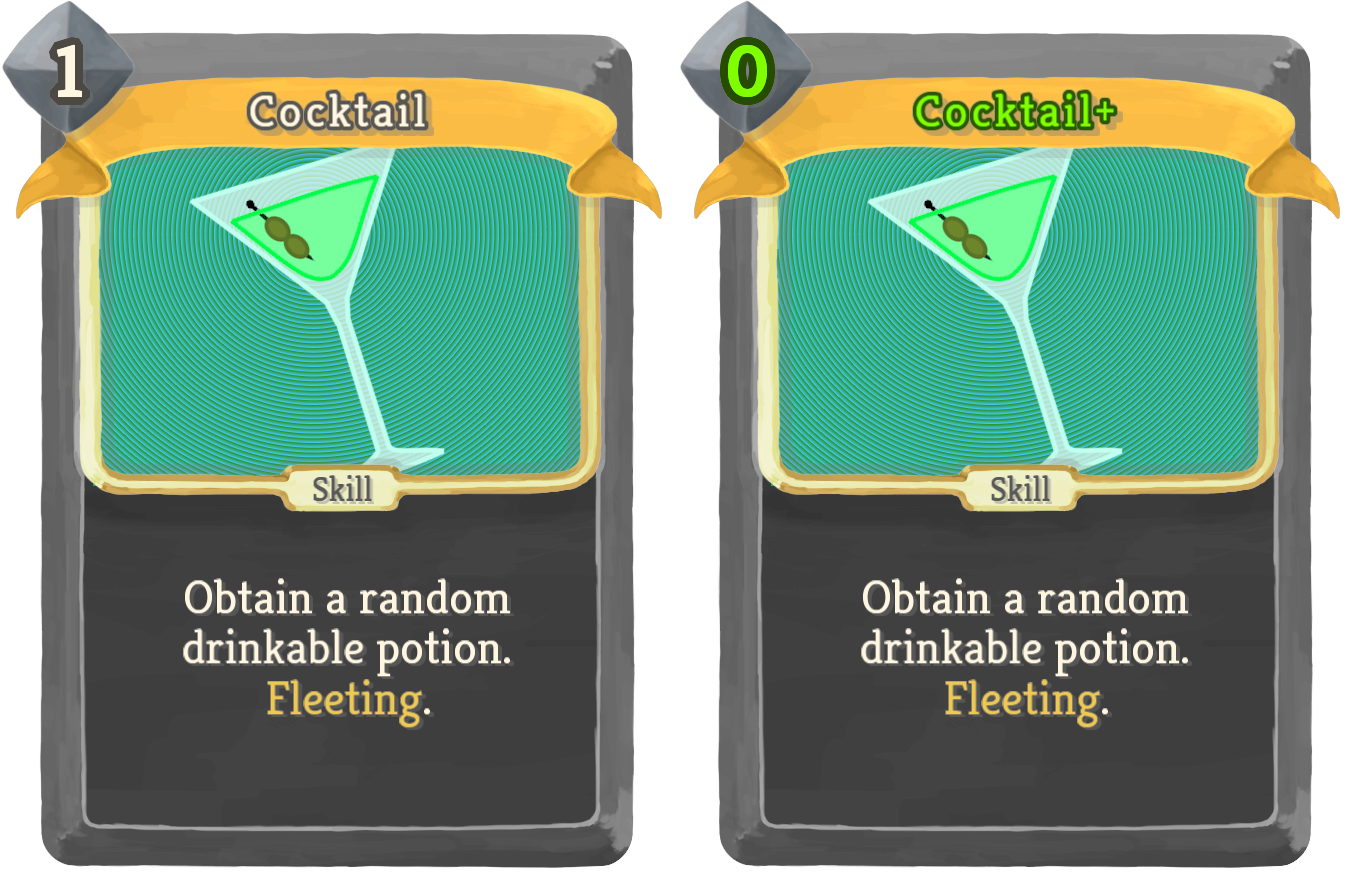 1
Cocktail
Skill
Obtain a random
drinkable potion.
Fleeting.
0
Cocktail+
Skill
Obtain a random
drinkable potion.
Fleeting.